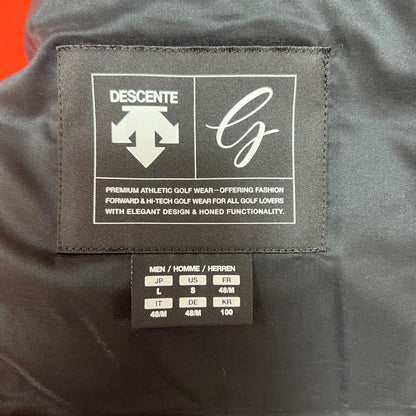 DESCENTE G
PREMIUM ATHLETIC GOLF WEAR—OFFERING FASHION
FORWARD & HI-TECH GOLF WEAR FOR ALL GOLF LOVERS
WITH ELEGANT DESIGN & HONED FUNCTIONALITY.
MEN / HOMME / HERREN
JP US FR
L S 48/M
IT DE KR
48/M 48/M 100